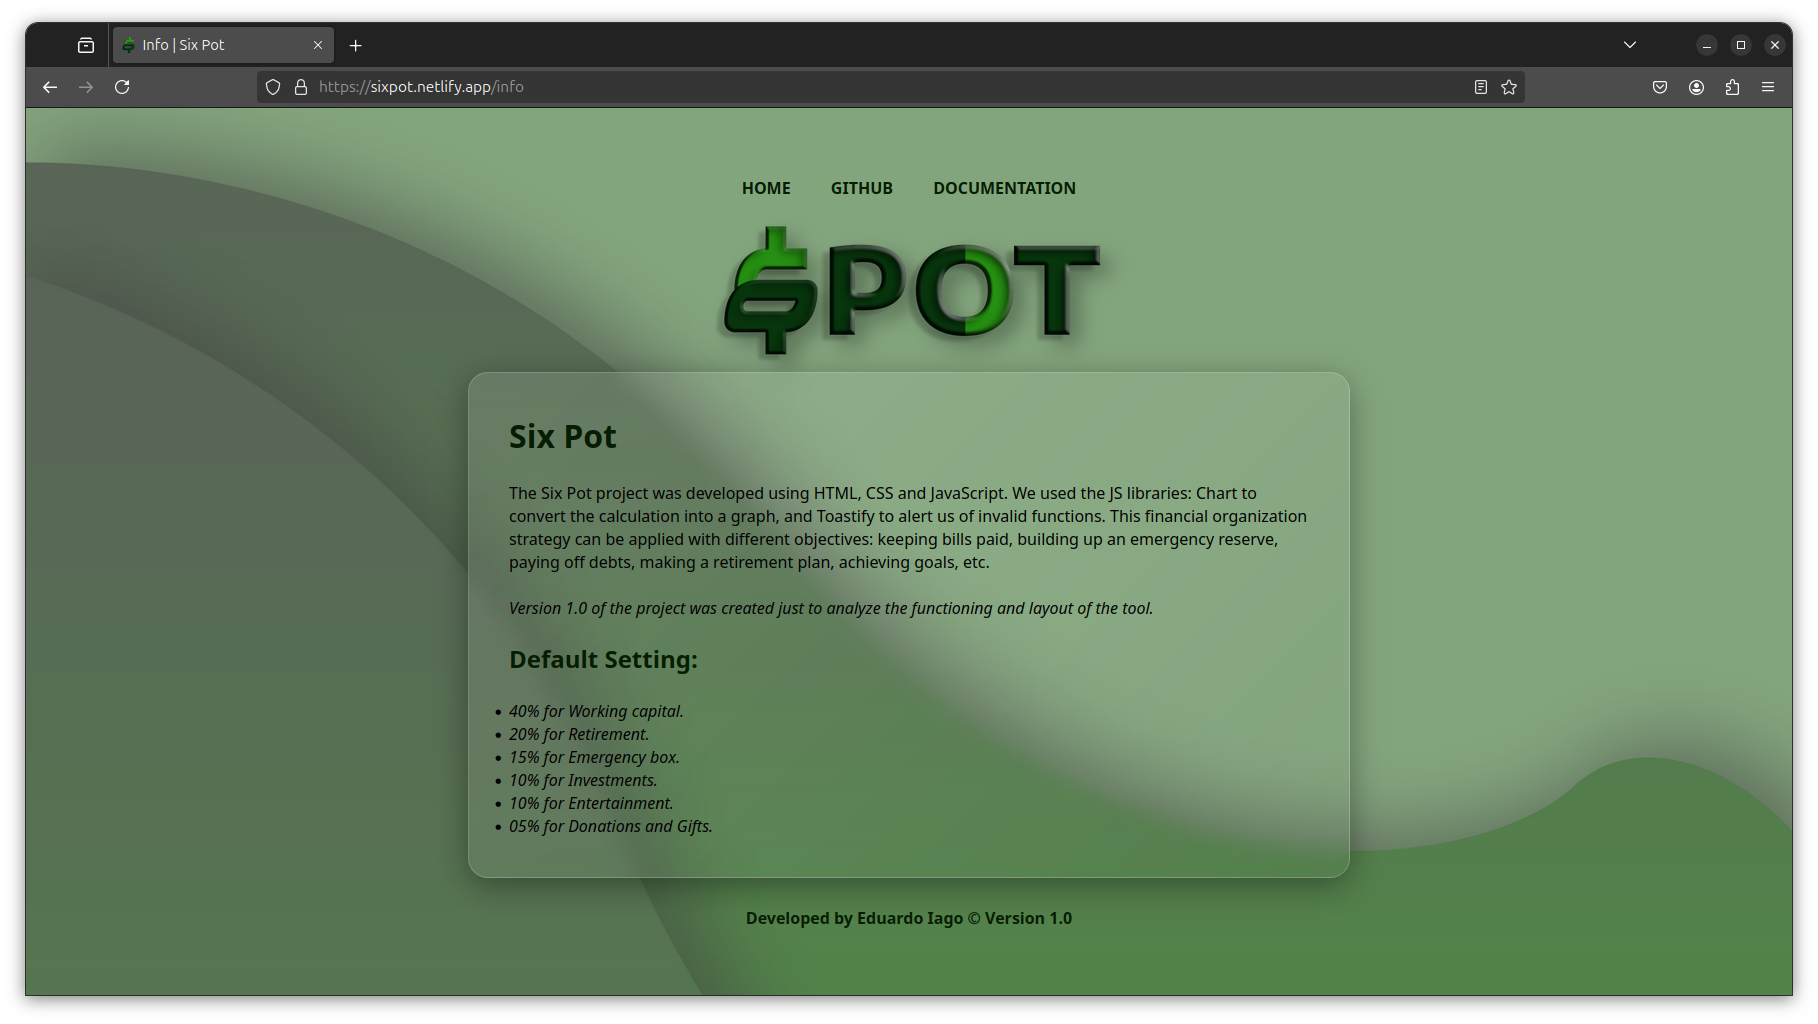 Info | Six Pot
https://sixpot.netlify.app/info
HOME GITHUB DOCUMENTATION
6POT
Six Pot
The Six Pot project was developed using HTML, CSS and JavaScript. We used the JS libraries: Chart to
convert the calculation into a graph, and Toastify to alert us of invalid functions. This financial organization
strategy can be applied with different objectives: keeping bills paid, building up an emergency reserve,
paying off debts, making a retirement plan, achieving goals, etc.
Version 1.0 of the project was created just to analyze the functioning and layout of the tool.
Default Setting:
• 40% for Working capital.
• 20% for Retirement.
• 15% for Emergency box.
• 10% for Investments.
• 10% for Entertainment.
• 05% for Donations and Gifts.
Developed by Eduardo Iago © Version 1.0